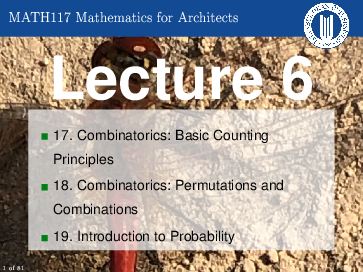 MATH117 Mathematics for Architects
Lecture 6
17. Combinatorics: Basic Counting
Principles
18. Combinatorics: Permutations and
Combinations
19. Introduction to Probability
1 of 81